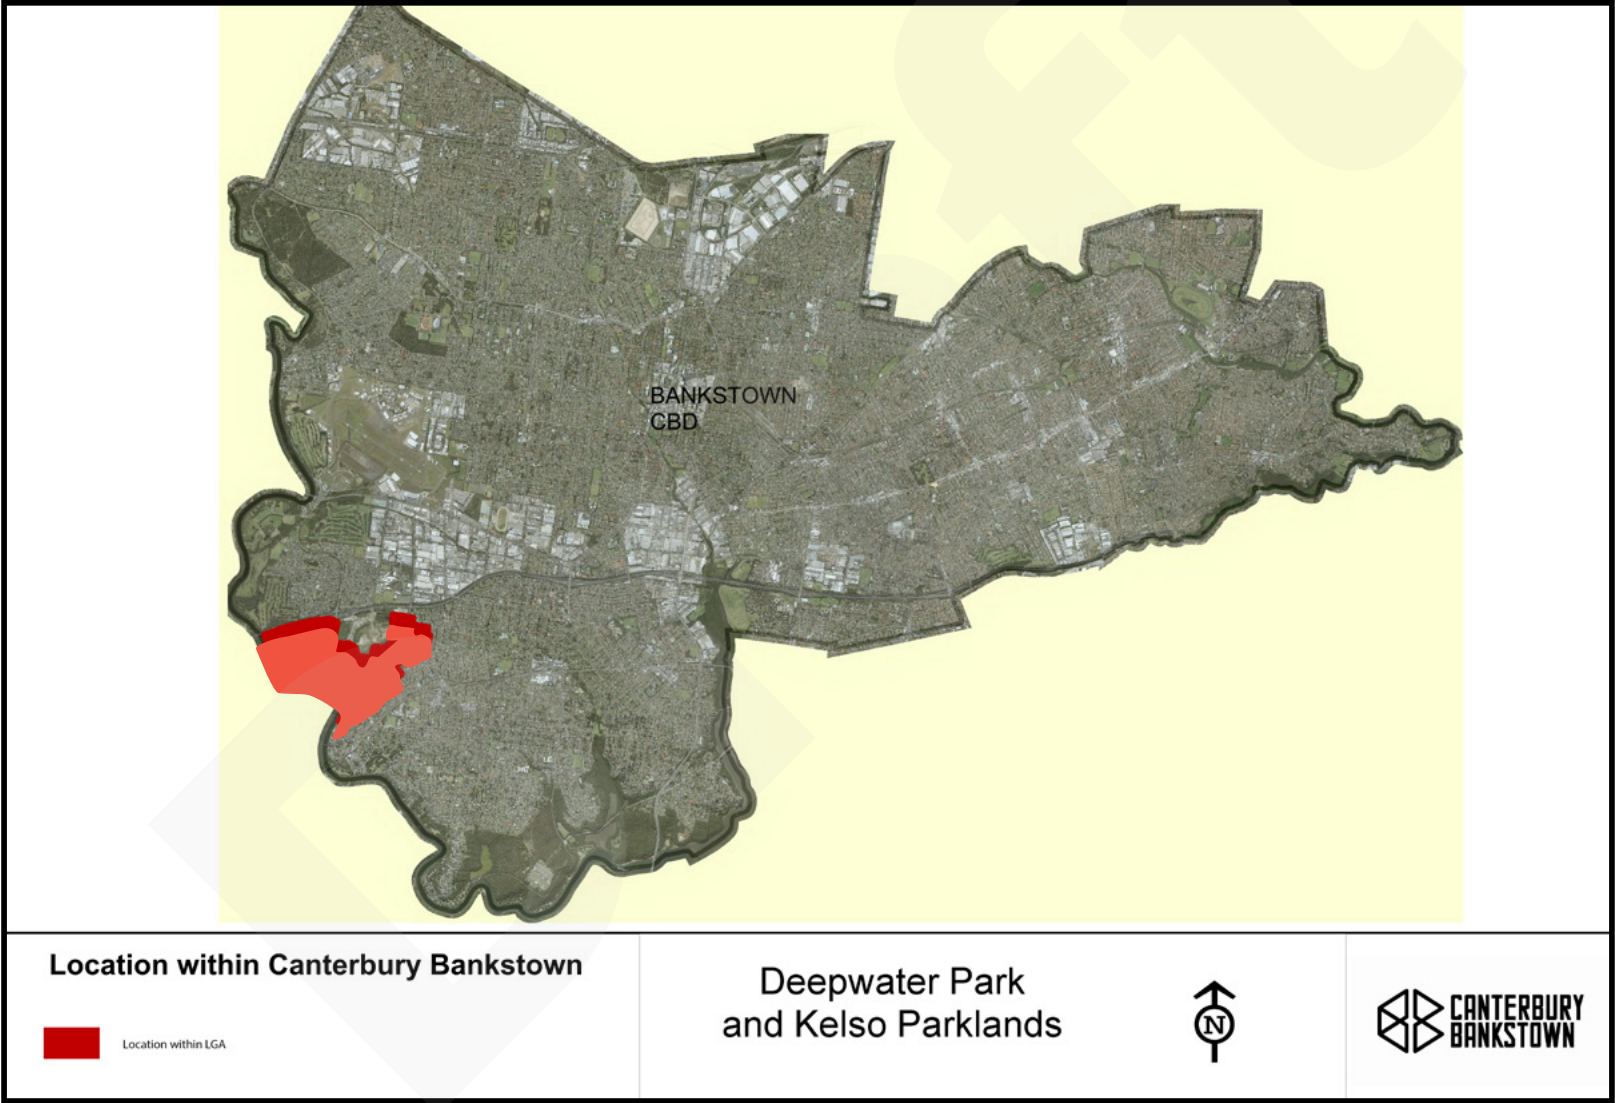 BANKSTOWN
CBD
Location within Canterbury Bankstown
Location within LGA
Deepwater Park
and Kelso Parklands
N
CANTERBURY
BANKSTOWN